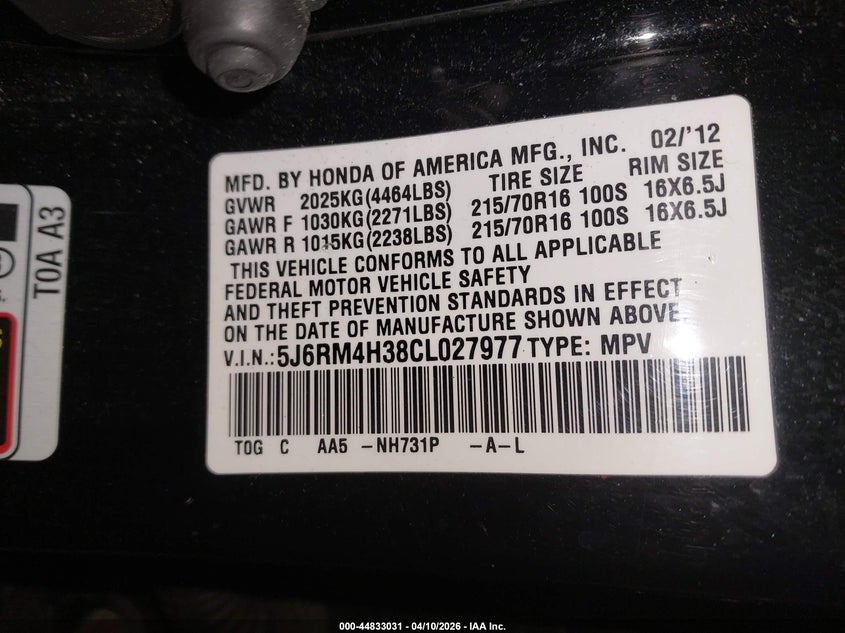 MFD. BY HONDA OF AMERICA MFG., INC. 02/'12
GVWR 2025KG(4464LBS) TIRE SIZE RIM SIZE
GAWR F 1030KG(2271LBS) 215/70R16 100S 16X6.5J
GAWR R 1015KG(2238LBS) 215/70R16 100S 16X6.5J
THIS VEHICLE CONFORMS TO ALL APPLICABLE
FEDERAL MOTOR VEHICLE SAFETY
AND THEFT PREVENTION STANDARDS IN EFFECT
ON THE DATE OF MANUFACTURE SHOWN ABOVE
V.I.N.:5J6RM4H38CL027977 TYPE: MPV
T0G C AA5 -NH731P -A-L
T0A A3
000-44833031 - 04/10/2026 - IAA Inc.